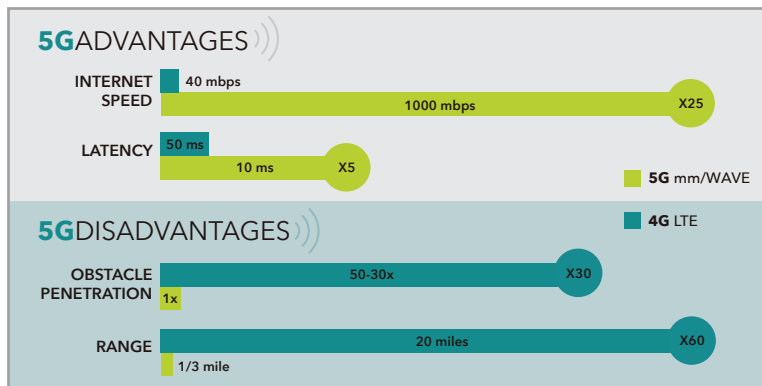 5GADVANTAGES
INTERNET
SPEED
40 mbps
1000 mbps
X25
LATENCY
50 ms
10 ms
X5
5G mm/WAVE
4G LTE
5GDISADVANTAGES
OBSTACLE
PENETRATION
50-30x
X30
1x
RANGE
20 miles
X60
1/3 mile